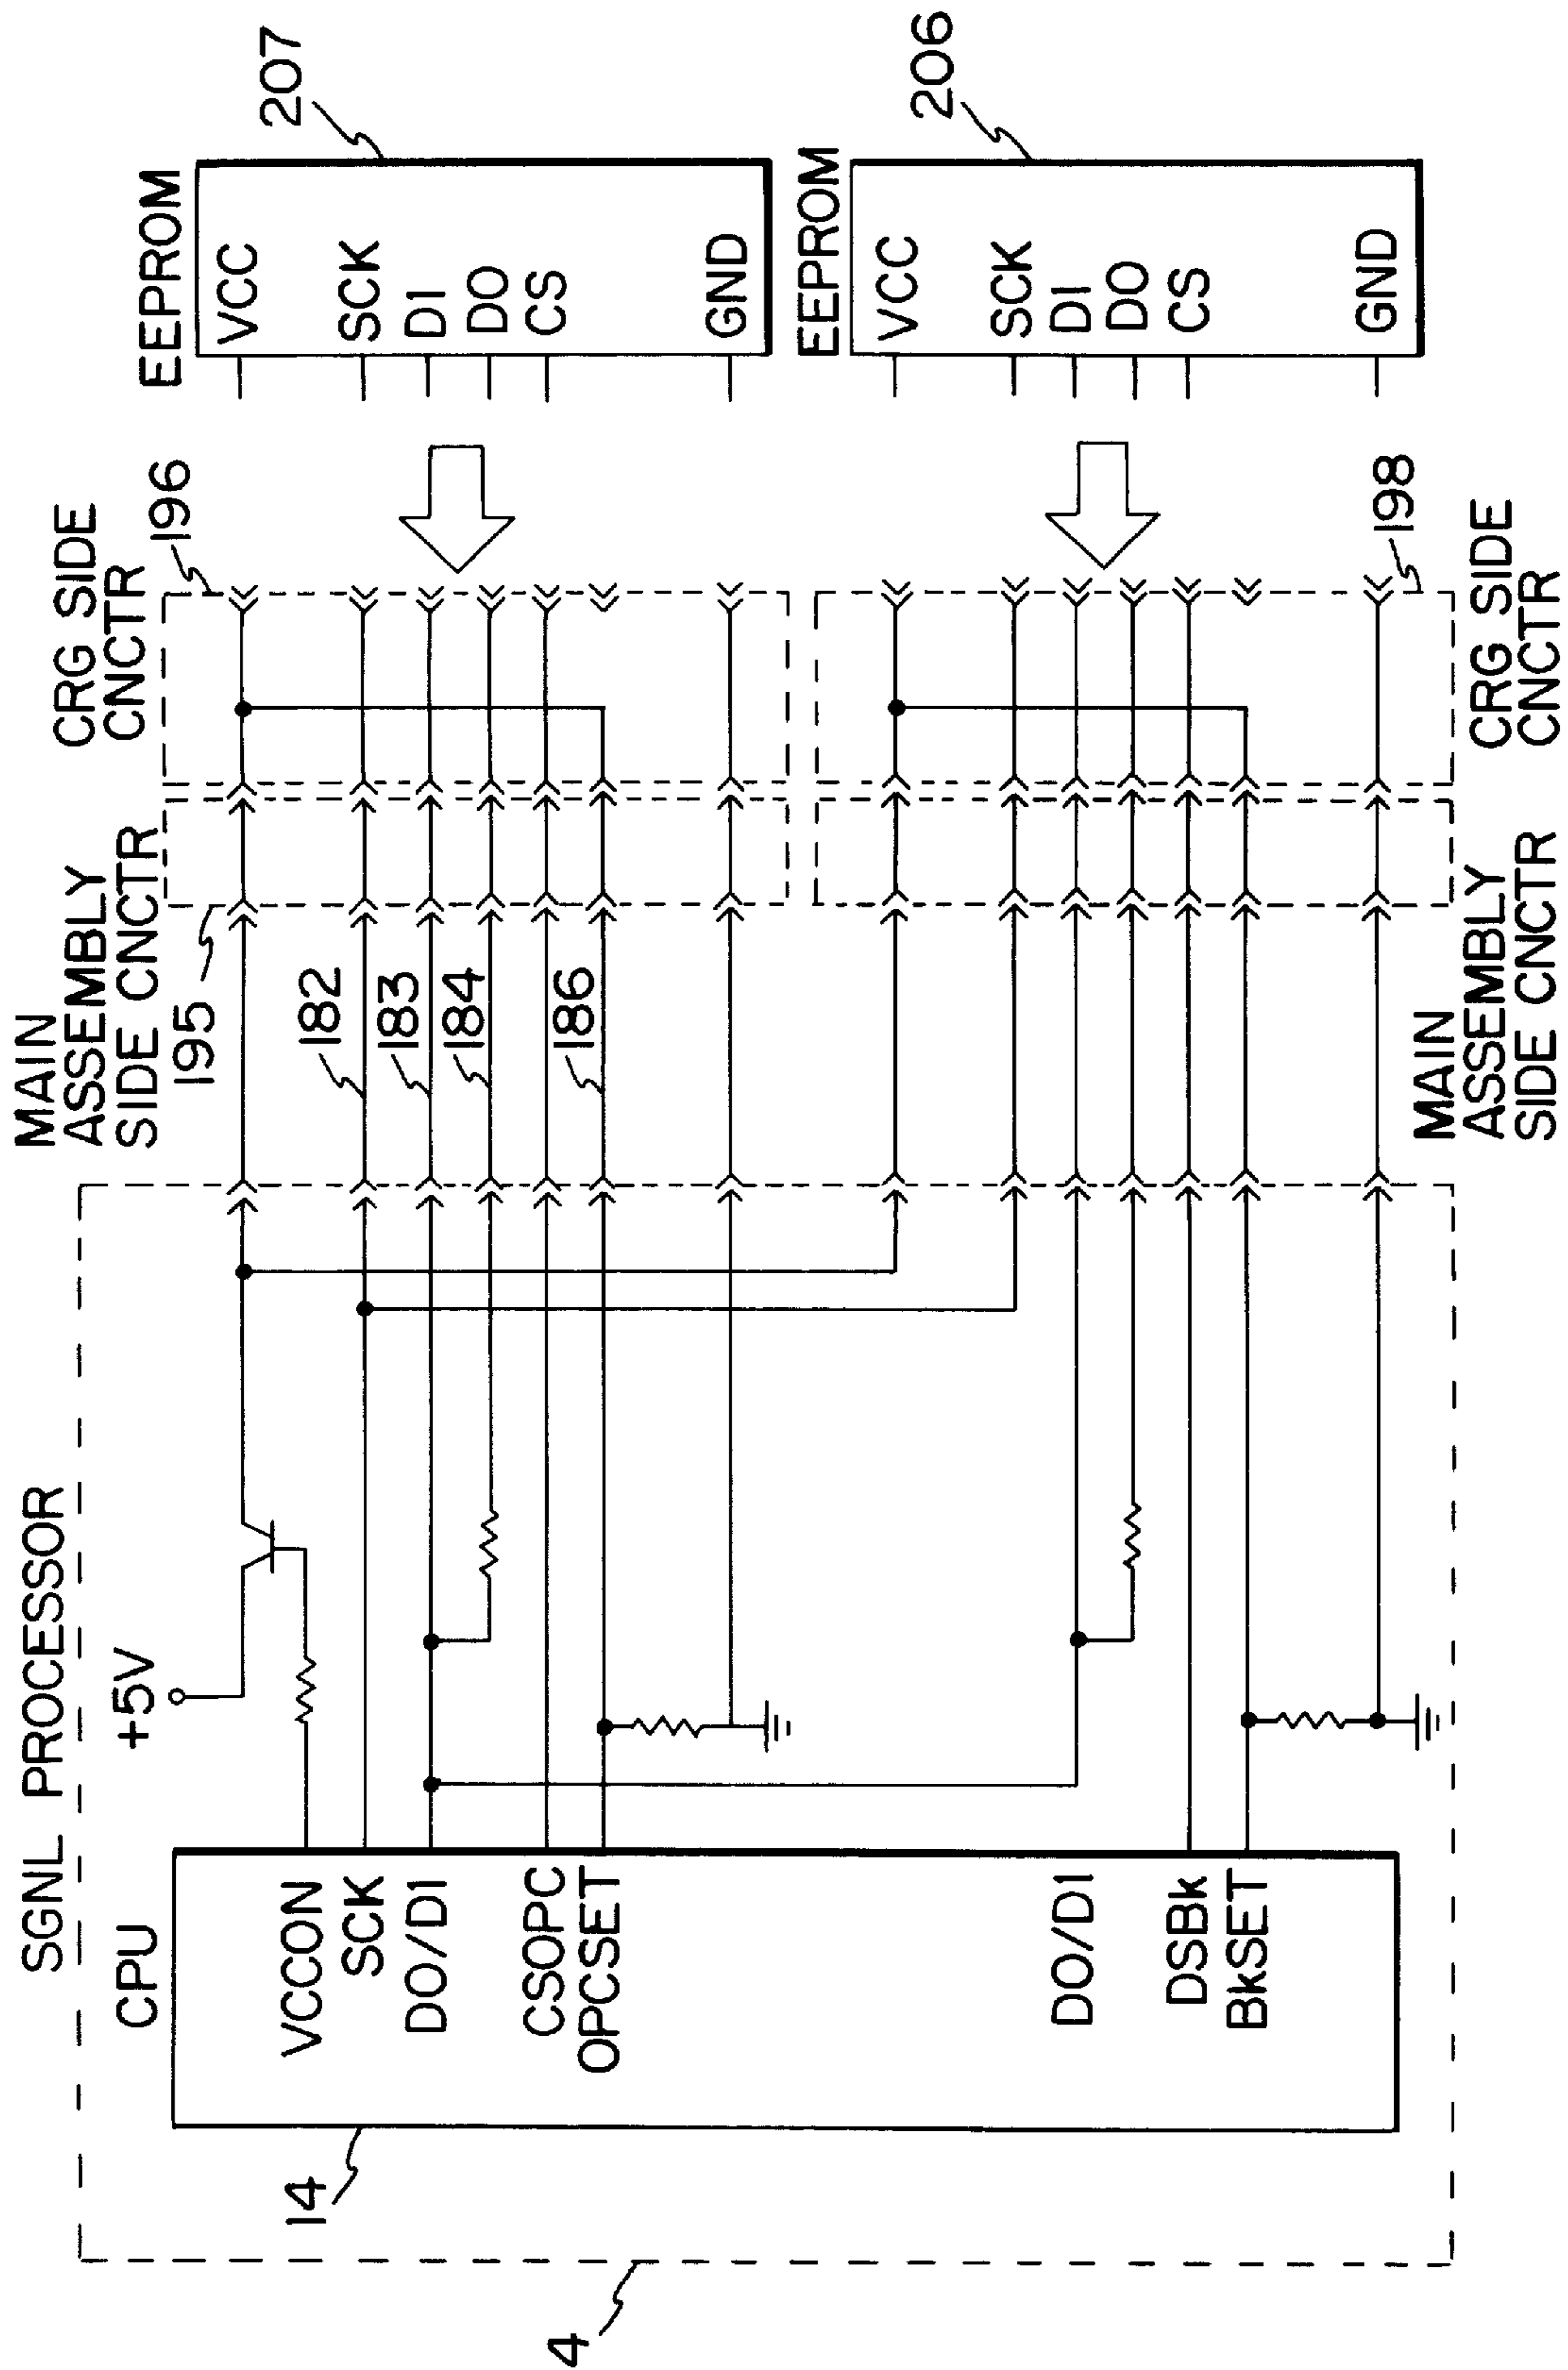 SGNL PROCESSOR
4
CPU
14
VCCON
SCK
DO/DI
CSOPC
OPCSET
DO/DI
DSBk
BkSET
+5V
MAIN
ASSEMBLY
SIDE CNCTR
195
182
183
184
186
CRG SIDE
CNCTR
196
EEPROM
207
VCC
SCK
DI
DO
CS
GND
EEPROM
206
VCC
SCK
DI
DO
CS
GND
MAIN
ASSEMBLY
SIDE CNCTR
CRG SIDE
CNCTR
198